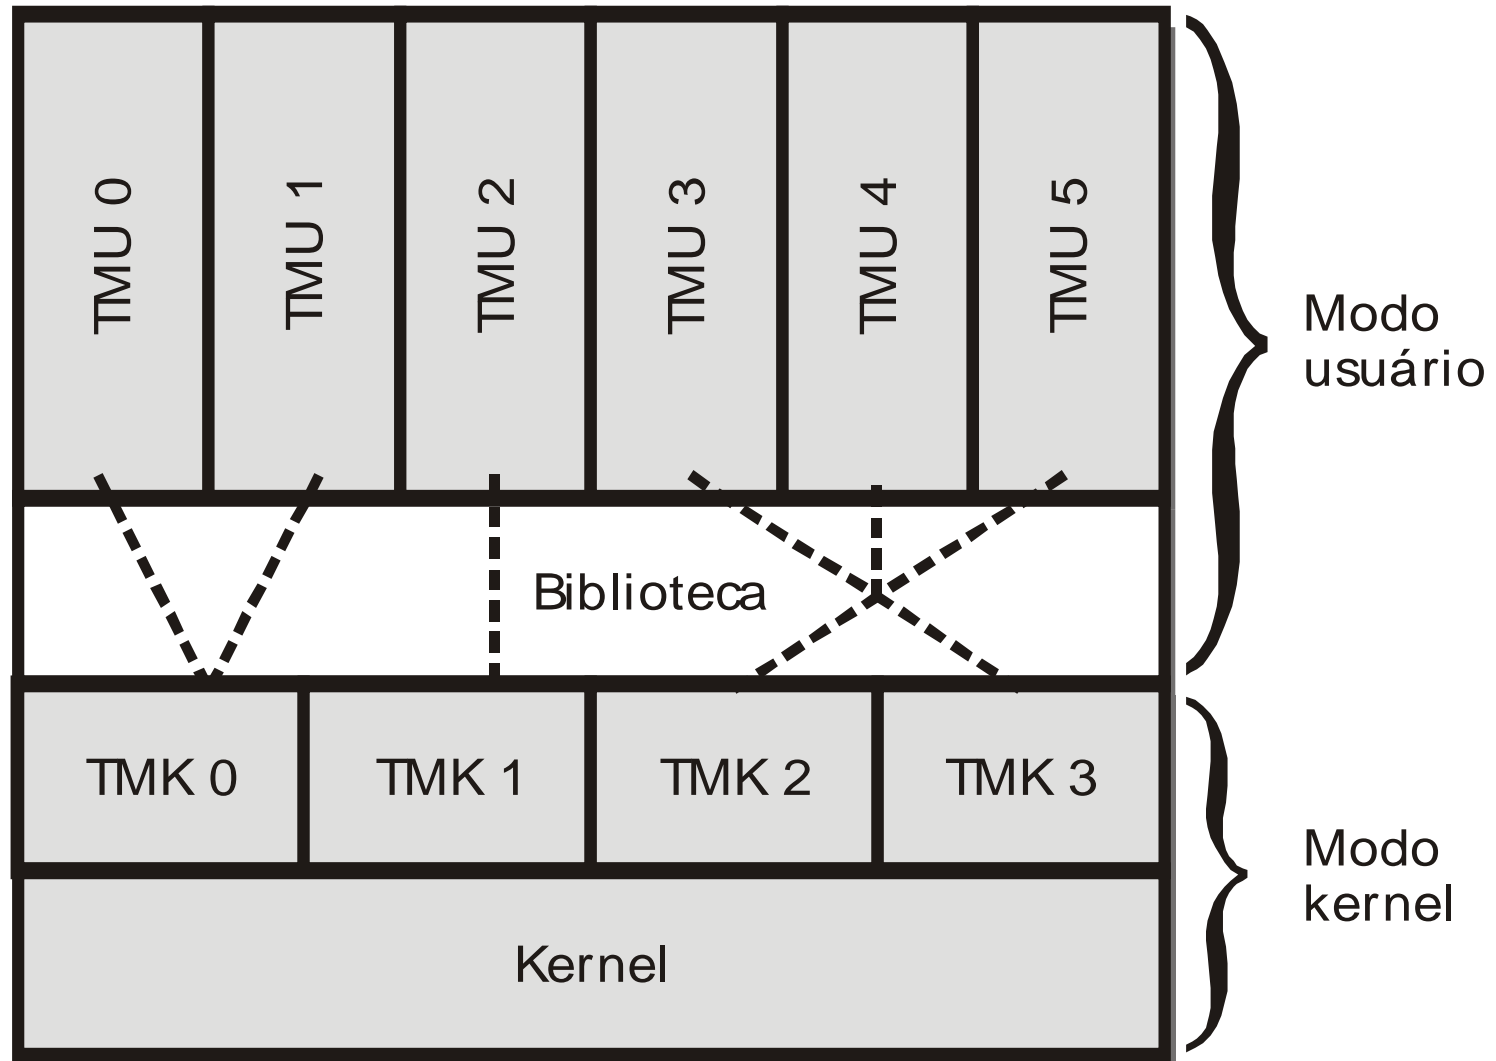 TMU 0
TMU 1
TMU 2
TMU 3
TMU 4
TMU 5
Modo
usuário
Biblioteca
TMK 0
TMK 1
TMK 2
TMK 3
Modo
kernel
Kernel